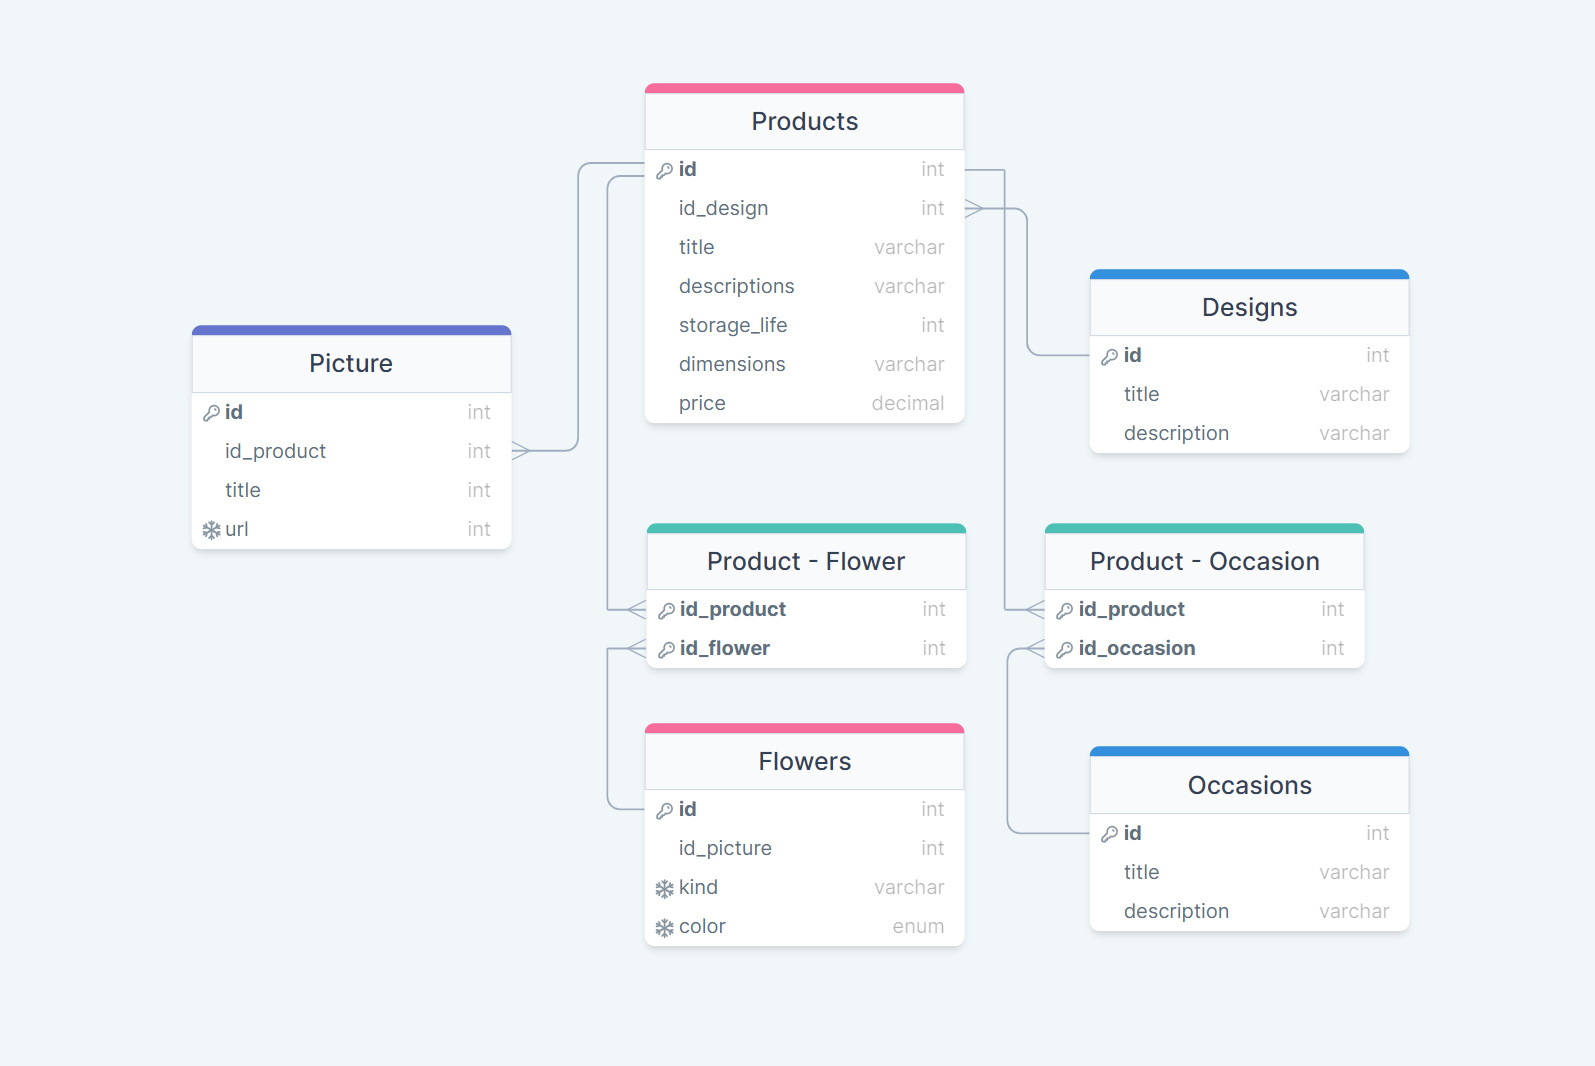 Products
id int
id_design int
title varchar
descriptions varchar
storage_life int
dimensions varchar
price decimal
Designs
id int
title varchar
description varchar
Picture
id int
id_product int
title int
url int
Product - Flower
id_product int
id_flower int
Product - Occasion
id_product int
id_occasion int
Flowers
id int
id_picture int
kind varchar
color enum
Occasions
id int
title varchar
description varchar